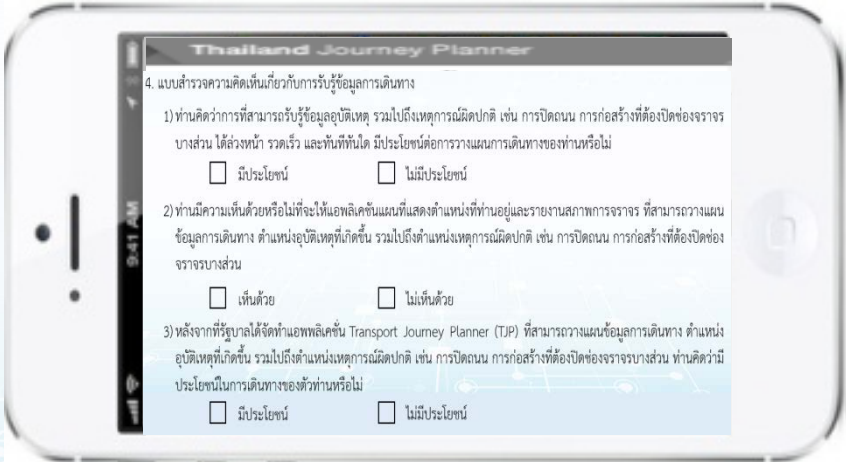 Thailand Journey Planner
4. แบบสำรวจความคิดเห็นเกี่ยวกับการรับรู้ข้อมูลการเดินทาง
1) ท่านคิดว่าการที่สามารถรับรู้ข้อมูลอุบัติเหตุ รวมไปถึงเหตุการณ์ผิดปกติ เช่น การปิดถนน การก่อสร้างที่ต้องปิดช่องจราจร
บางส่วน ได้ล่วงหน้า รวดเร็ว และทันทีทันใด มีประโยชน์ต่อการวางแผนการเดินทางของท่านหรือไม่
มีประโยชน์ ไม่มีประโยชน์
2) ท่านมีความเห็นด้วยหรือไม่ที่จะให้แอพลิเคชันแผนที่แสดงตำแหน่งที่ท่านอยู่และรายงานสภาพการจราจร ที่สามารถวางแผน
ข้อมูลการเดินทาง ตำแหน่งอุบัติเหตุที่เกิดขึ้น รวมไปถึงตำแหน่งเหตุการณ์ผิดปกติ เช่น การปิดถนน การก่อสร้างที่ต้องปิดช่อง
จราจรบางส่วน
เห็นด้วย ไม่เห็นด้วย
3) หลังจากที่รัฐบาลได้จัดทำแอพพลิเคชั่น Transport Journey Planner (TJP) ที่สามารถวางแผนข้อมูลการเดินทาง ตำแหน่ง
อุบัติเหตุที่เกิดขึ้น รวมไปถึงตำแหน่งเหตุการณ์ผิดปกติ เช่น การปิดถนน การก่อสร้างที่ต้องปิดช่องจราจรบางส่วน ท่านคิดว่ามี
ประโยชน์ในการเดินทางของตัวท่านหรือไม่
มีประโยชน์ ไม่มีประโยชน์
9:41 AM